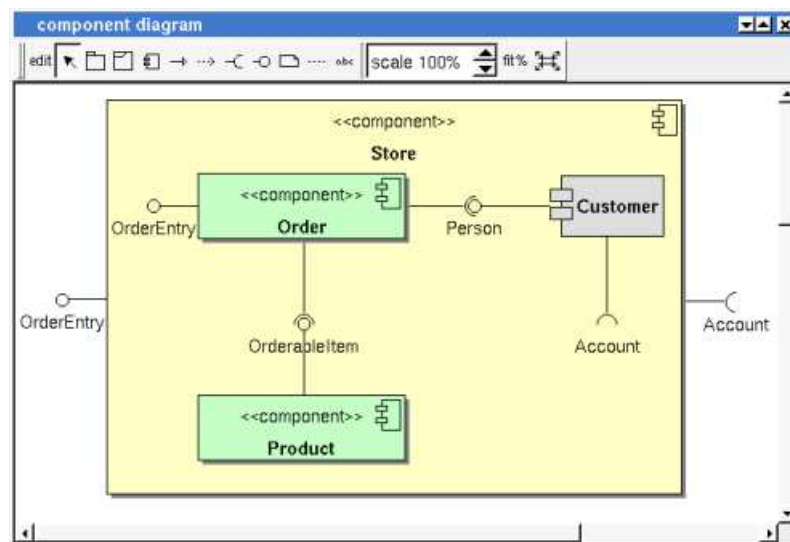 component diagram
edit abc scale 100% fit%
<<component>>
Store
<<component>>
Order
Customer
OrderEntry
Person
OrderEntry
Account
OrderableItem
Account
<<component>>
Product